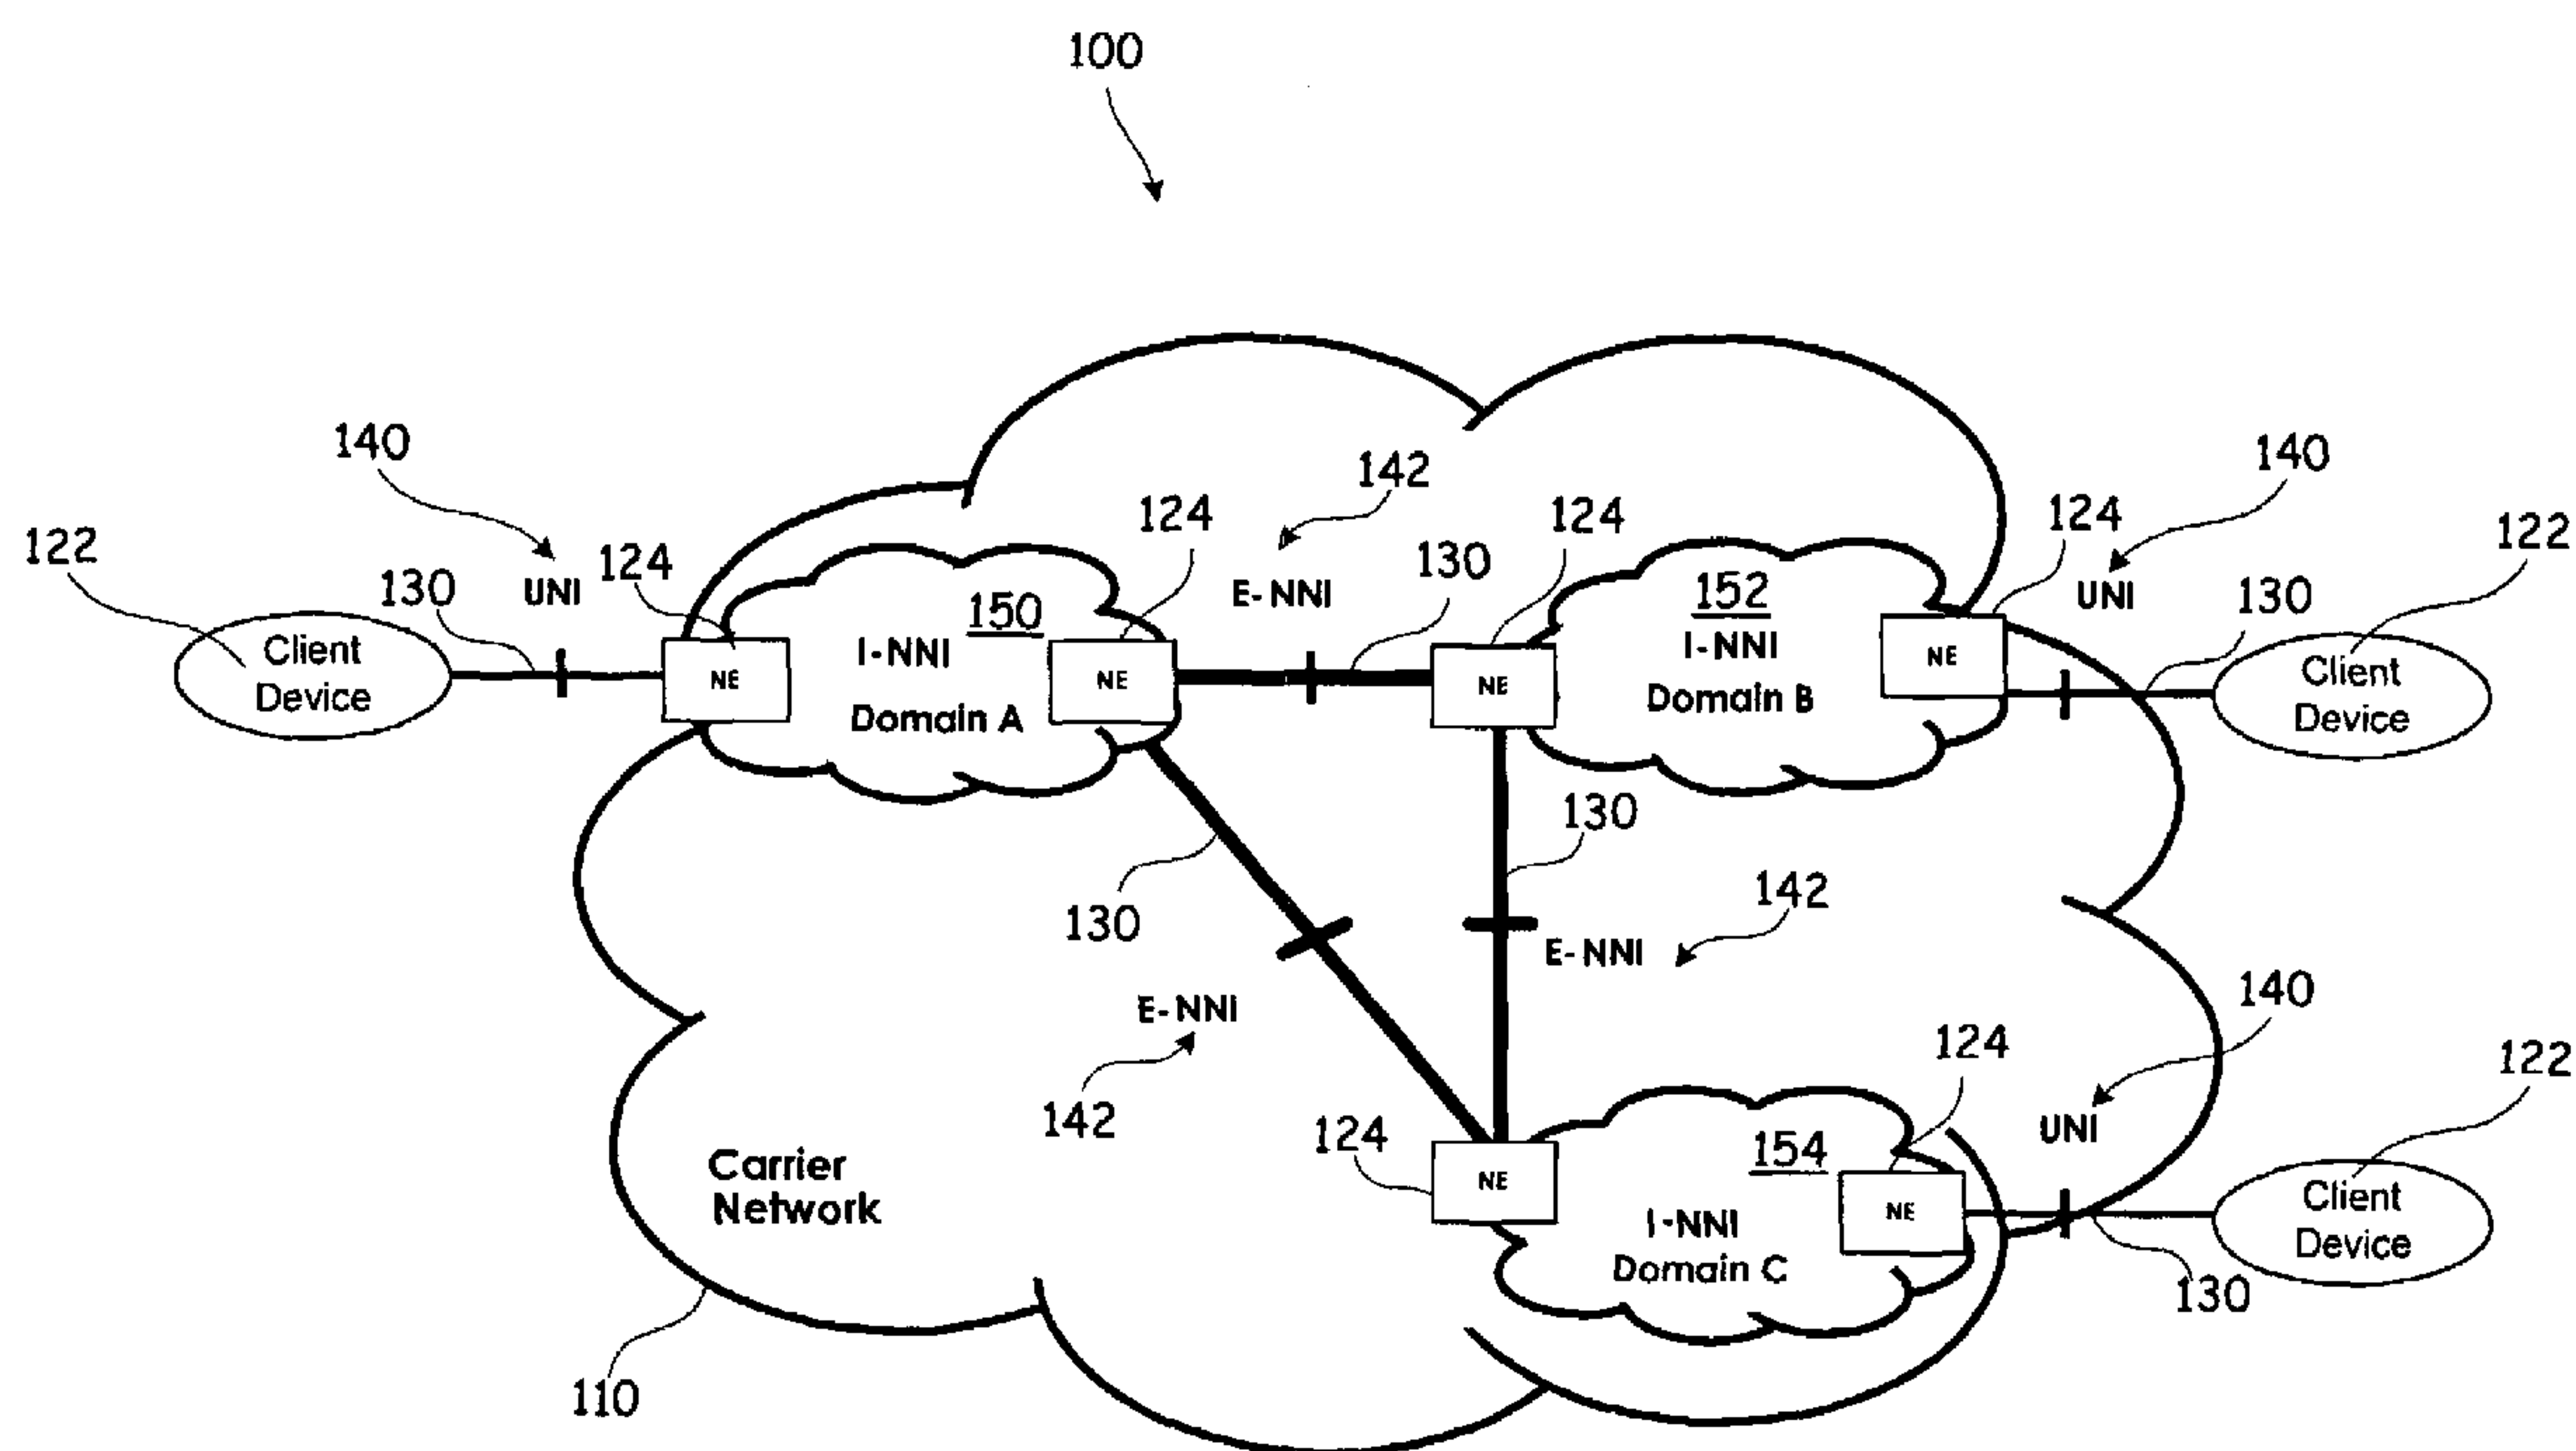 100
140
142
140
122
124
124
124
124
122
130
UNI
E-NNI
130
UNI
130
150
152
Client
Device
NE
I-NNI
Domain A
NE
NE
I-NNI
Domain B
NE
Client
Device
130
130
142
E-NNI
E-NNI
142
140
124
122
124
UNI
Carrier
Network
NE
154
I-NNI
Domain C
NE
Client
Device
130
110